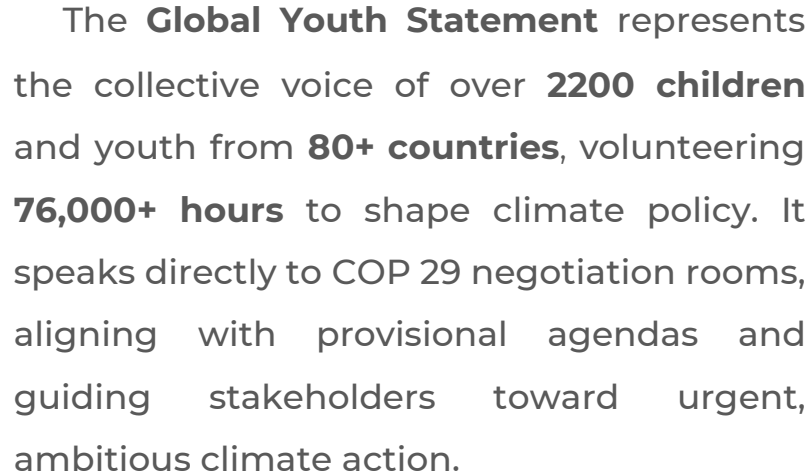 The Global Youth Statement represents
the collective voice of over 2200 children
and youth from 80+ countries, volunteering
76,000+ hours to shape climate policy. It
speaks directly to COP 29 negotiation rooms,
aligning with provisional agendas and
guiding stakeholders toward urgent,
ambitious climate action.